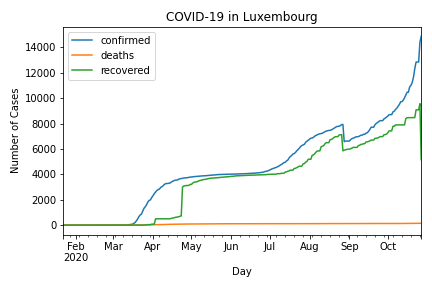 COVID-19 in Luxembourg
confirmed
deaths
recovered
Number of Cases
14000
12000
10000
8000
6000
4000
2000
0
Feb Mar Apr May Jun Jul Aug Sep Oct
2020
Day